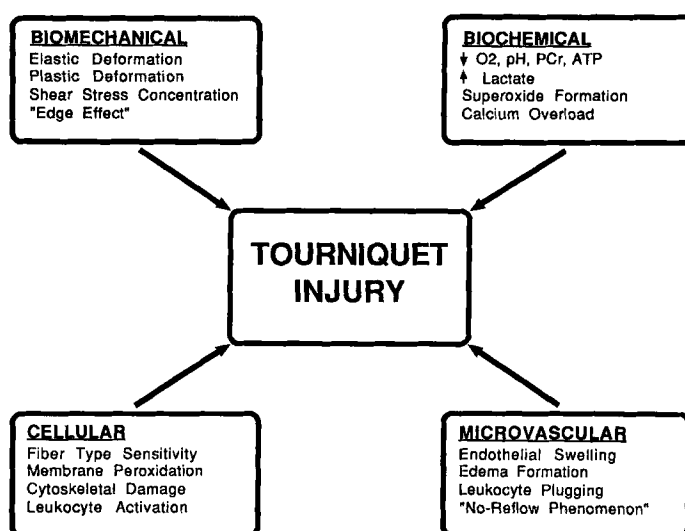 BIOMECHANICAL
Elastic Deformation
Plastic Deformation
Shear Stress Concentration
"Edge Effect"
BIOCHEMICAL
↓ O2, pH, PCr, ATP
↑ Lactate
Superoxide Formation
Calcium Overload
TOURNIQUET
INJURY
CELLULAR
Fiber Type Sensitivity
Membrane Peroxidation
Cytoskeletal Damage
Leukocyte Activation
MICROVASCULAR
Endothelial Swelling
Edema Formation
Leukocyte Plugging
"No-Reflow Phenomenon"